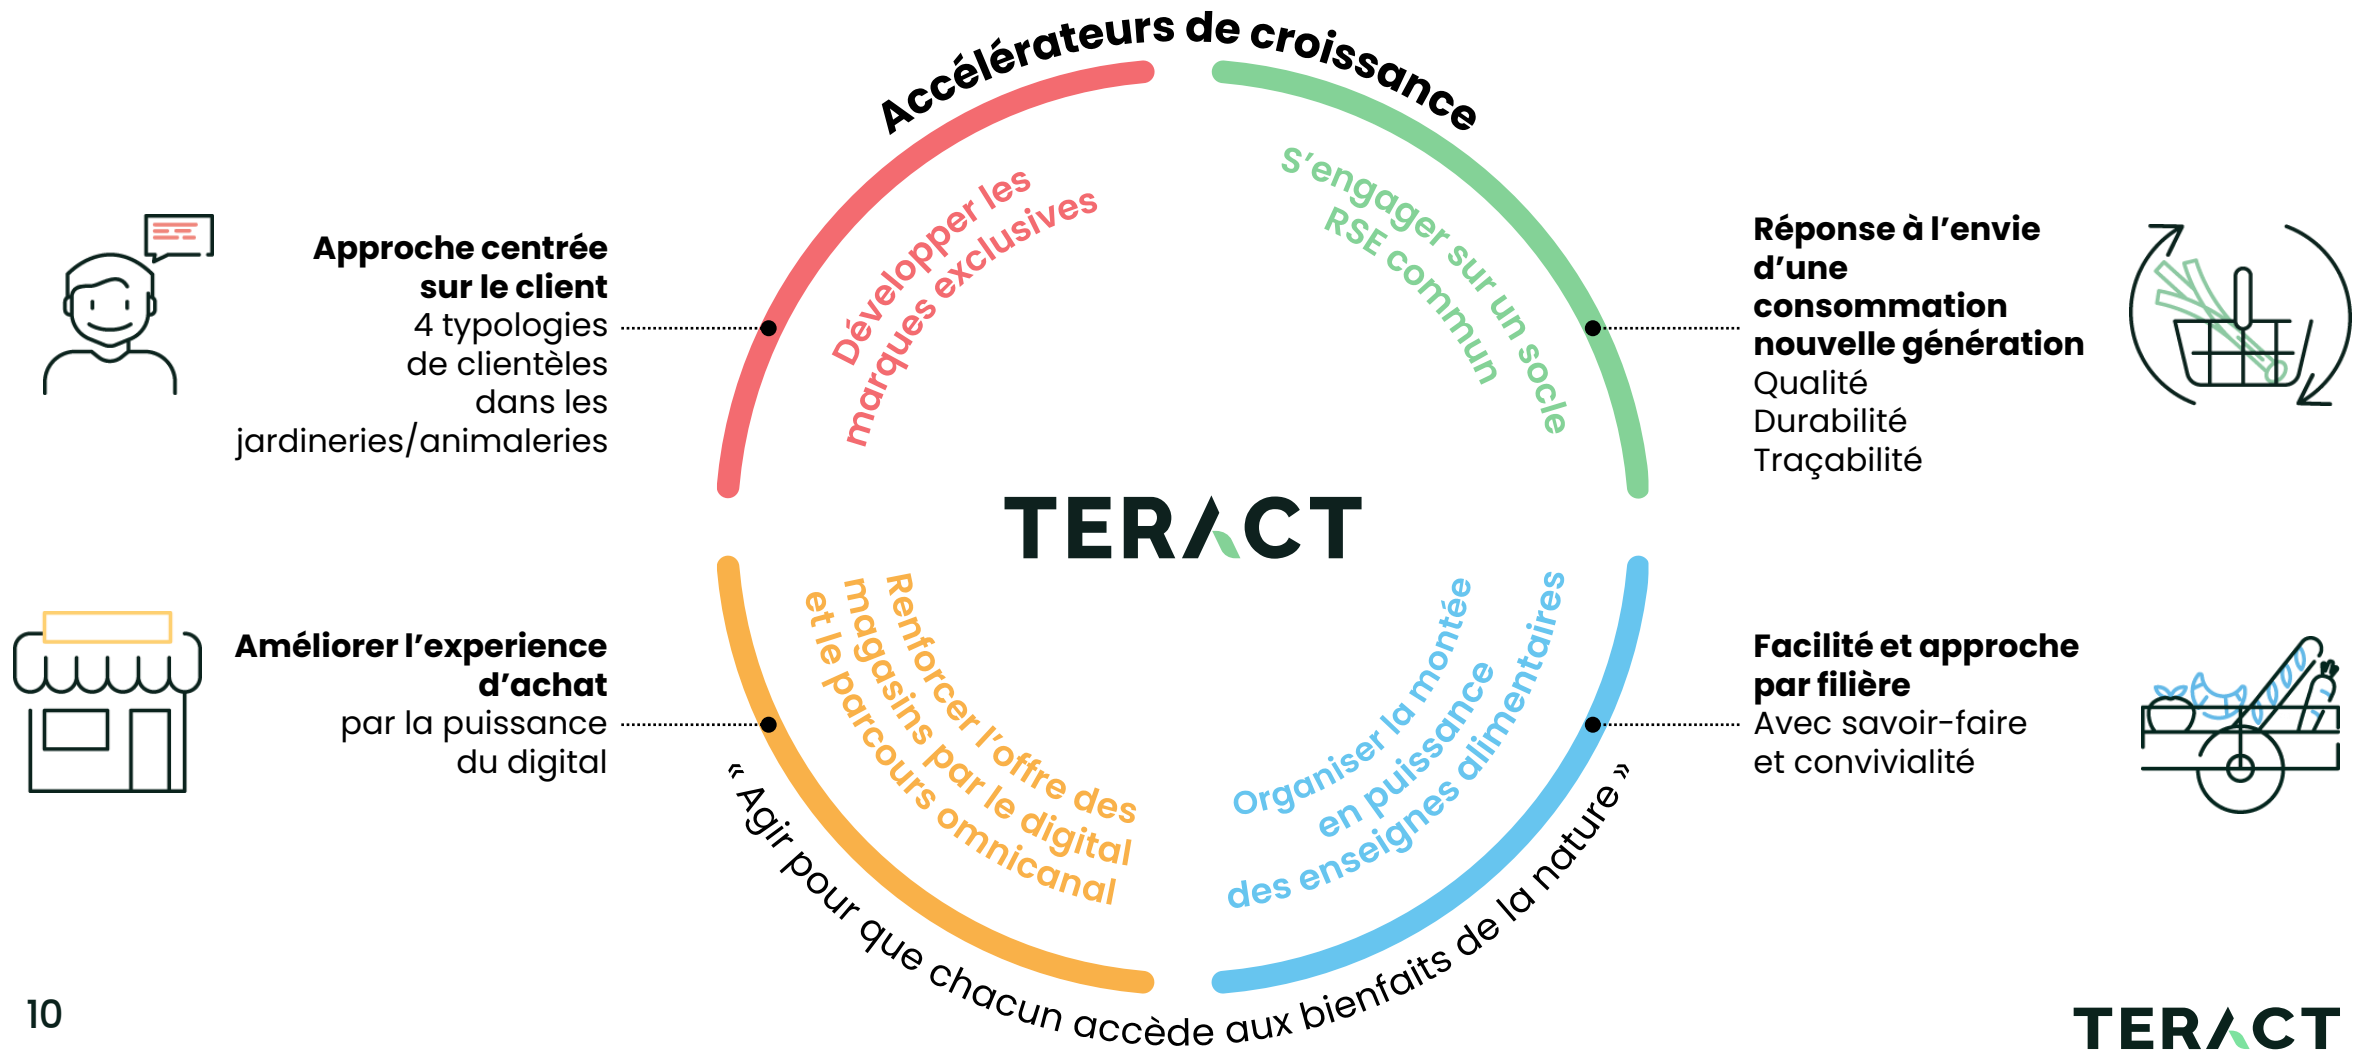 Accélérateurs de croissance
Développer les
marques exclusives
S'engager sur un socle
RSE commun
Approche centrée
sur le client
4 typologies
de clientèles
dans les
jardineries/animaleries
Réponse à l'envie
d'une
consommation
nouvelle génération
Qualité
Durabilité
Traçabilité
TERACT
Améliorer l'experience
d'achat
par la puissance
du digital
Renforcer l'offre des
magasins par le digital
et le parcours omnicanal
Organiser la montée
en puissance
des enseignes alimentaires
Facilité et approche
par filière
Avec savoir-faire
et convivialité
« Agir pour que chacun accède aux bienfaits de la nature »
10
TERACT